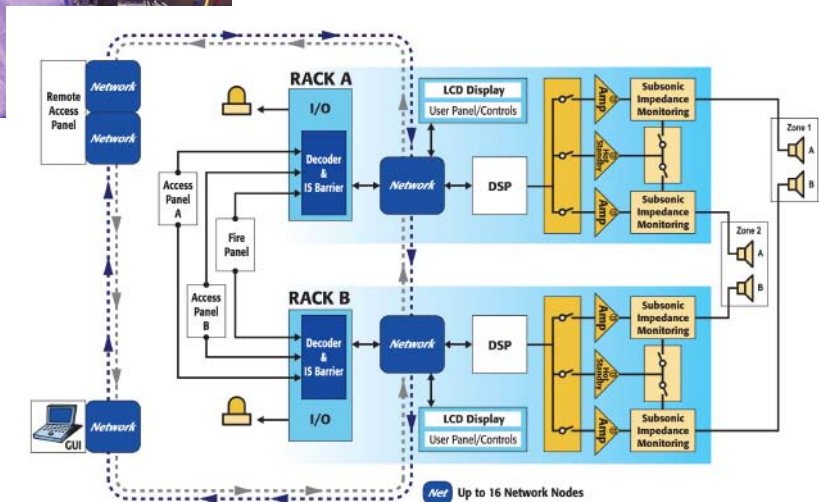 Remote
Access
Panel
Network
Network
RACK A
I/O
Decoder
&
IS Barrier
LCD Display
User Panel/Controls
Network
DSP
Amp
Hot
Standby
Amp
Subsonic
Impedance
Monitoring
Subsonic
Impedance
Monitoring
Zone 1
A
B
Zone 2
A
B
Access
Panel
A
Fire
Panel
Access
Panel
B
RACK B
Decoder
&
IS Barrier
I/O
Network
DSP
LCD Display
User Panel/Controls
Amp
Hot
Standby
Amp
Subsonic
Impedance
Monitoring
Subsonic
Impedance
Monitoring
GUI
Network
Net Up to 16 Network Nodes